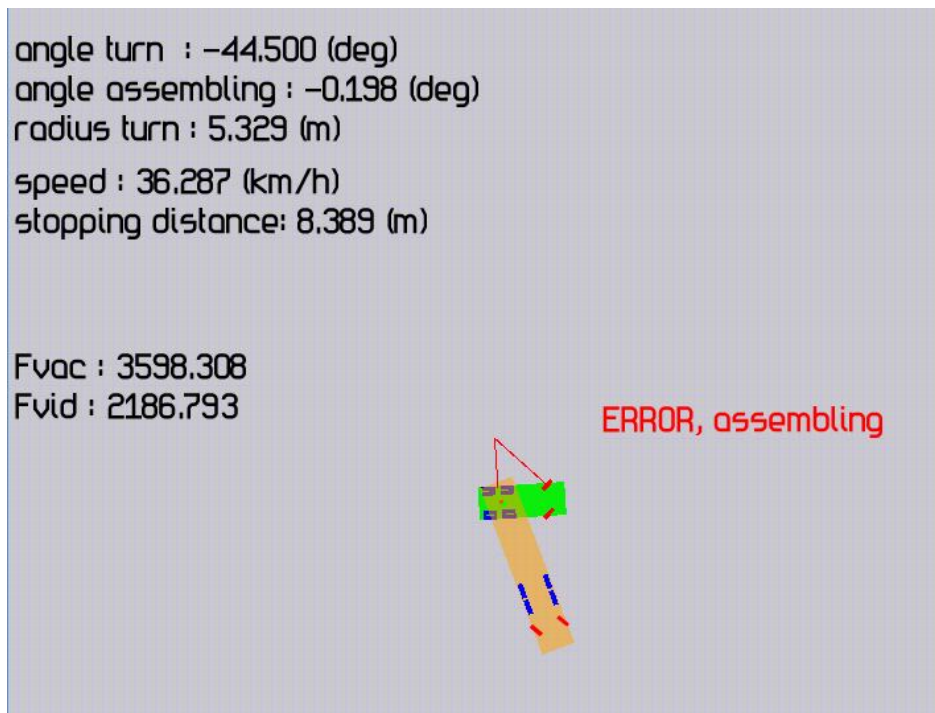 angle turn : -44.500 (deg)
angle assembling : -0.198 (deg)
radius turn : 5.329 (m)
speed : 36.287 (km/h)
stopping distance: 8.389 (m)
Fvac : 3598.308
Fvid : 2186.793
ERROR, assembling